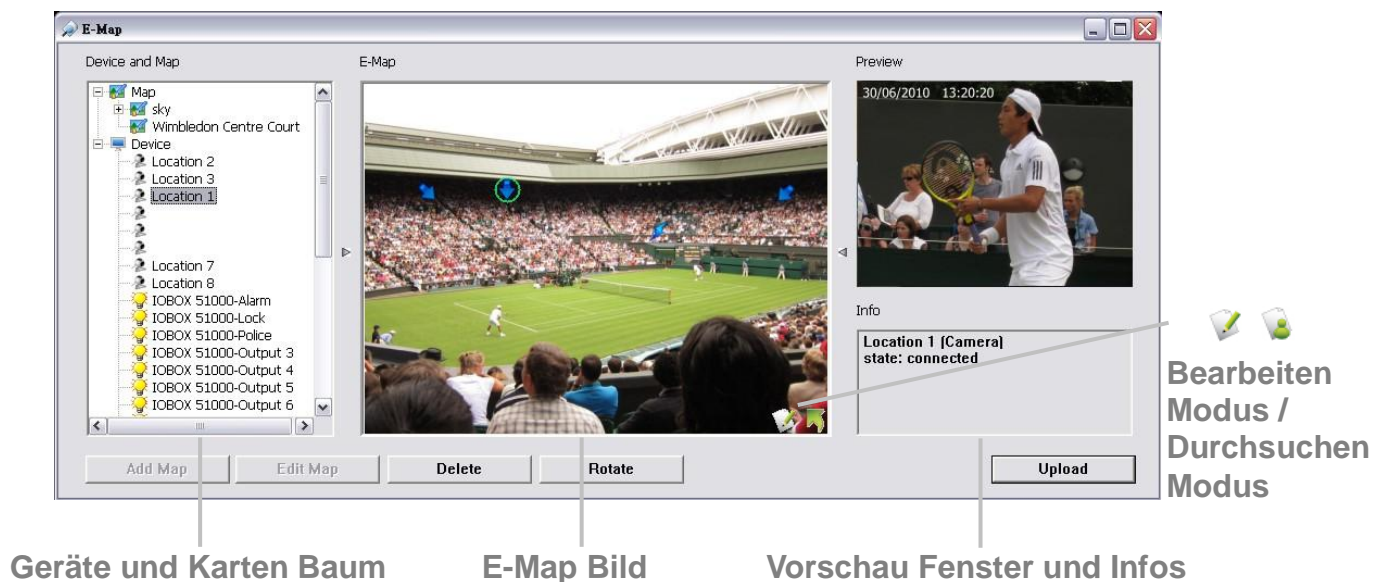 E-Map
Device and Map
E-Map
Preview
Map
sky
Wimbledon Centre Court
Device
Location 2
Location 3
Location 1
Location 7
Location 8
IOBOX 51000-Alarm
IOBOX 51000-Lock
IOBOX 51000-Police
IOBOX 51000-Output 3
IOBOX 51000-Output 4
IOBOX 51000-Output 5
IOBOX 51000-Output 6
30/06/2010 13:20:20
Info
Location 1 (Camera)
state: connected
Add Map
Edit Map
Delete
Rotate
Upload
Bearbeiten
Modus /
Durchsuchen
Modus
Geräte und Karten Baum
E-Map Bild
Vorschau Fenster und Infos